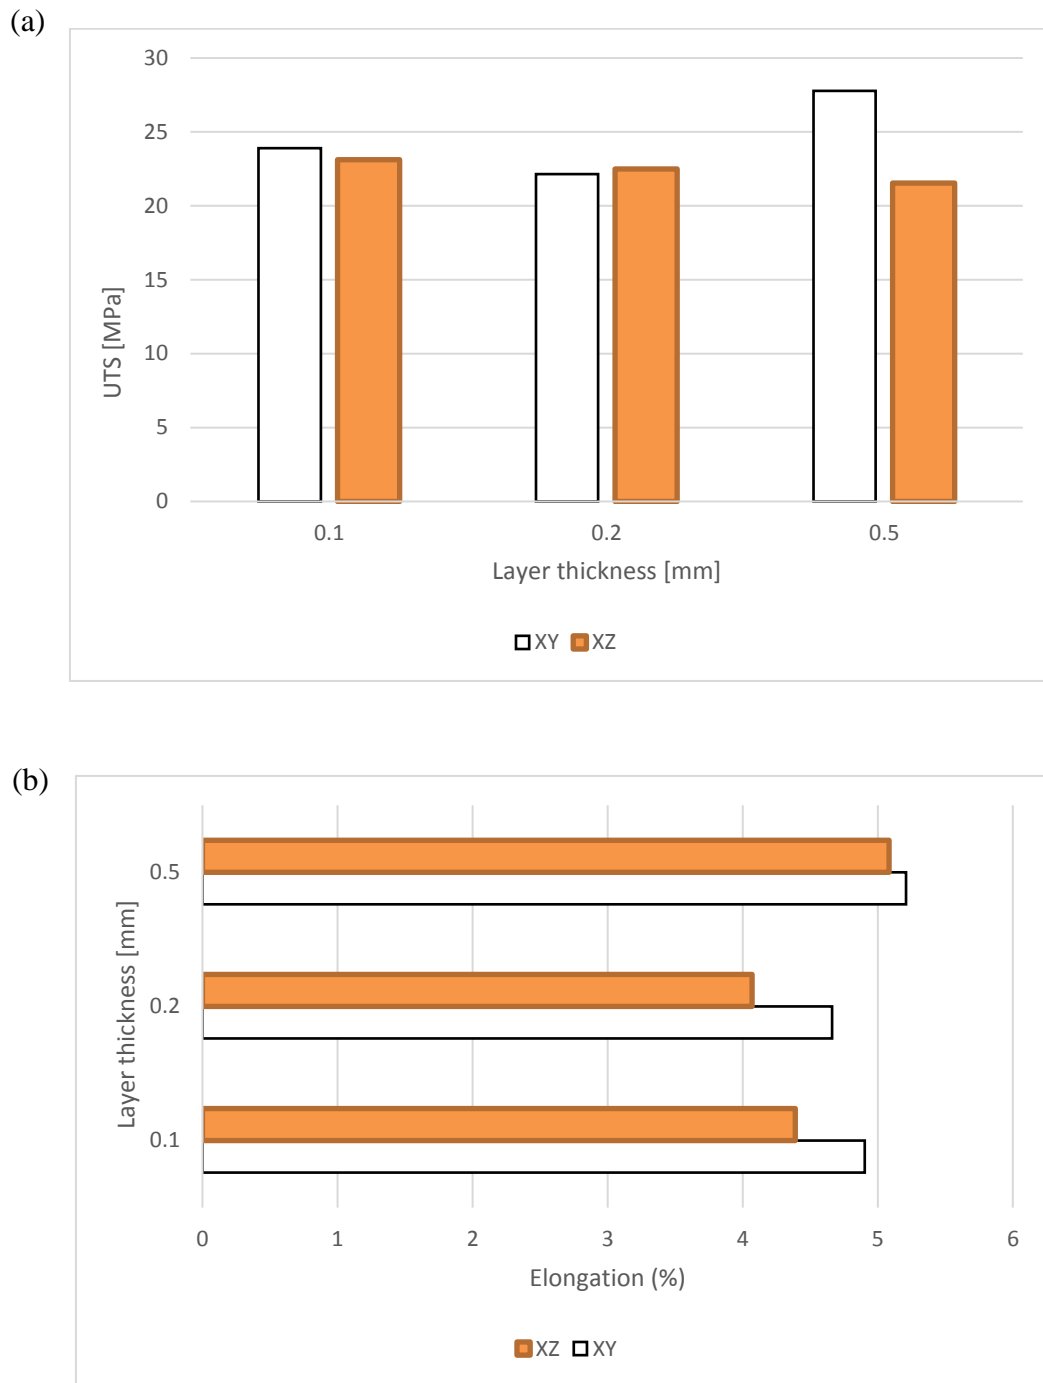 (a)
30
25
20
15
10
5
0
UTS [MPa]
0.1 0.2 0.5
Layer thickness [mm]
XY XZ
(b)
0.5
0.2
0.1
Layer thickness [mm]
0 1 2 3 4 5 6
Elongation (%)
XZ XY